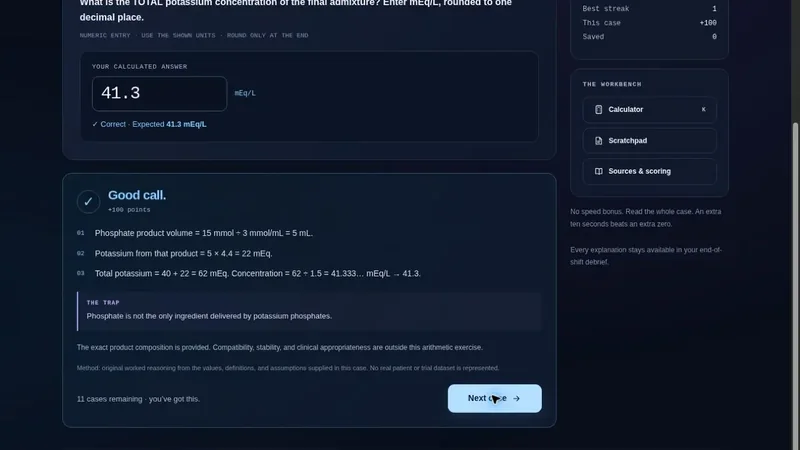 What is the TOTAL potassium concentration of the final admixture? Enter mEq/L, rounded to one
decimal place.
NUMERIC ENTRY · USE THE SHOWN UNITS · ROUND ONLY AT THE END
YOUR CALCULATED ANSWER
41.3
mEq/L
✓ Correct · Expected 41.3 mEq/L
✓
Good call.
+100 points
01 Phosphate product volume = 15 mmol ÷ 3 mmol/mL = 5 mL.
02 Potassium from that product = 5 × 4.4 = 22 mEq.
03 Total potassium = 40 + 22 = 62 mEq. Concentration = 62 ÷ 1.5 = 41.333… mEq/L → 41.3.
THE TRAP
Phosphate is not the only ingredient delivered by potassium phosphates.
The exact product composition is provided. Compatibility, stability, and clinical appropriateness are outside this arithmetic exercise.
Method: original worked reasoning from the values, definitions, and assumptions supplied in this case. No real patient or trial dataset is represented.
11 cases remaining · you've got this.
Next case →
Best streak 1
This case +100
Saved 0
THE WORKBENCH
Calculator K
Scratchpad
Sources & scoring
No speed bonus. Read the whole case. An extra
ten seconds beats an extra zero.
Every explanation stays available in your end-of-
shift debrief.